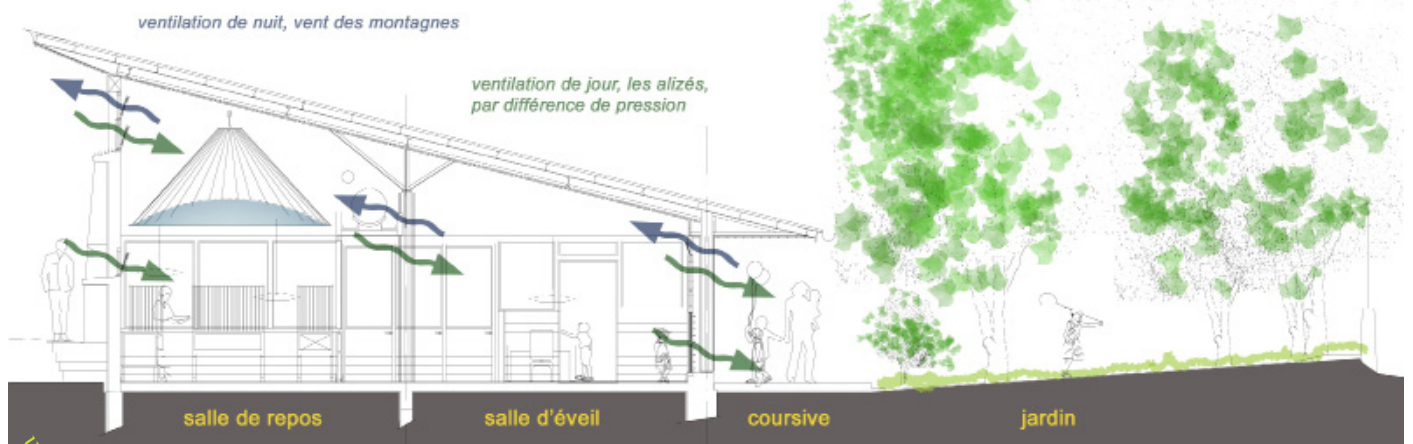 ventilation de nuit, vent des montagnes
ventilation de jour, les alizés,
par différence de pression
salle de repos
salle d'éveil
coursive
jardin